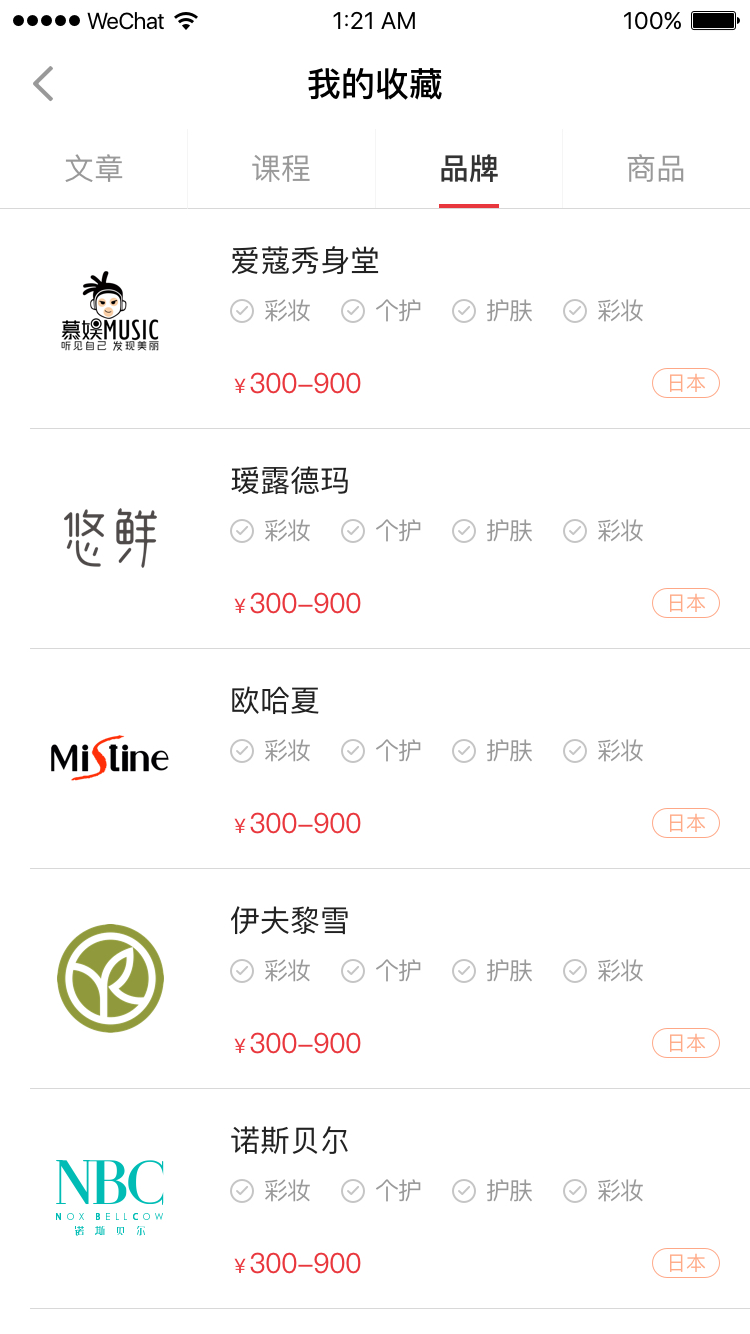 WeChat 1:21 AM 100%
我的收藏
文章 课程 品牌 商品
慕娱MUSIC
听见自己 发现美丽
爱蔻秀身堂
彩妆 个护 护肤 彩妆
¥300–900 日本
悠鲜
瑷露德玛
彩妆 个护 护肤 彩妆
¥300–900 日本
Mistine
欧哈夏
彩妆 个护 护肤 彩妆
¥300–900 日本
伊夫黎雪
彩妆 个护 护肤 彩妆
¥300–900 日本
NBC
NOX BELLCOW
诺斯贝尔
诺斯贝尔
彩妆 个护 护肤 彩妆
¥300–900 日本